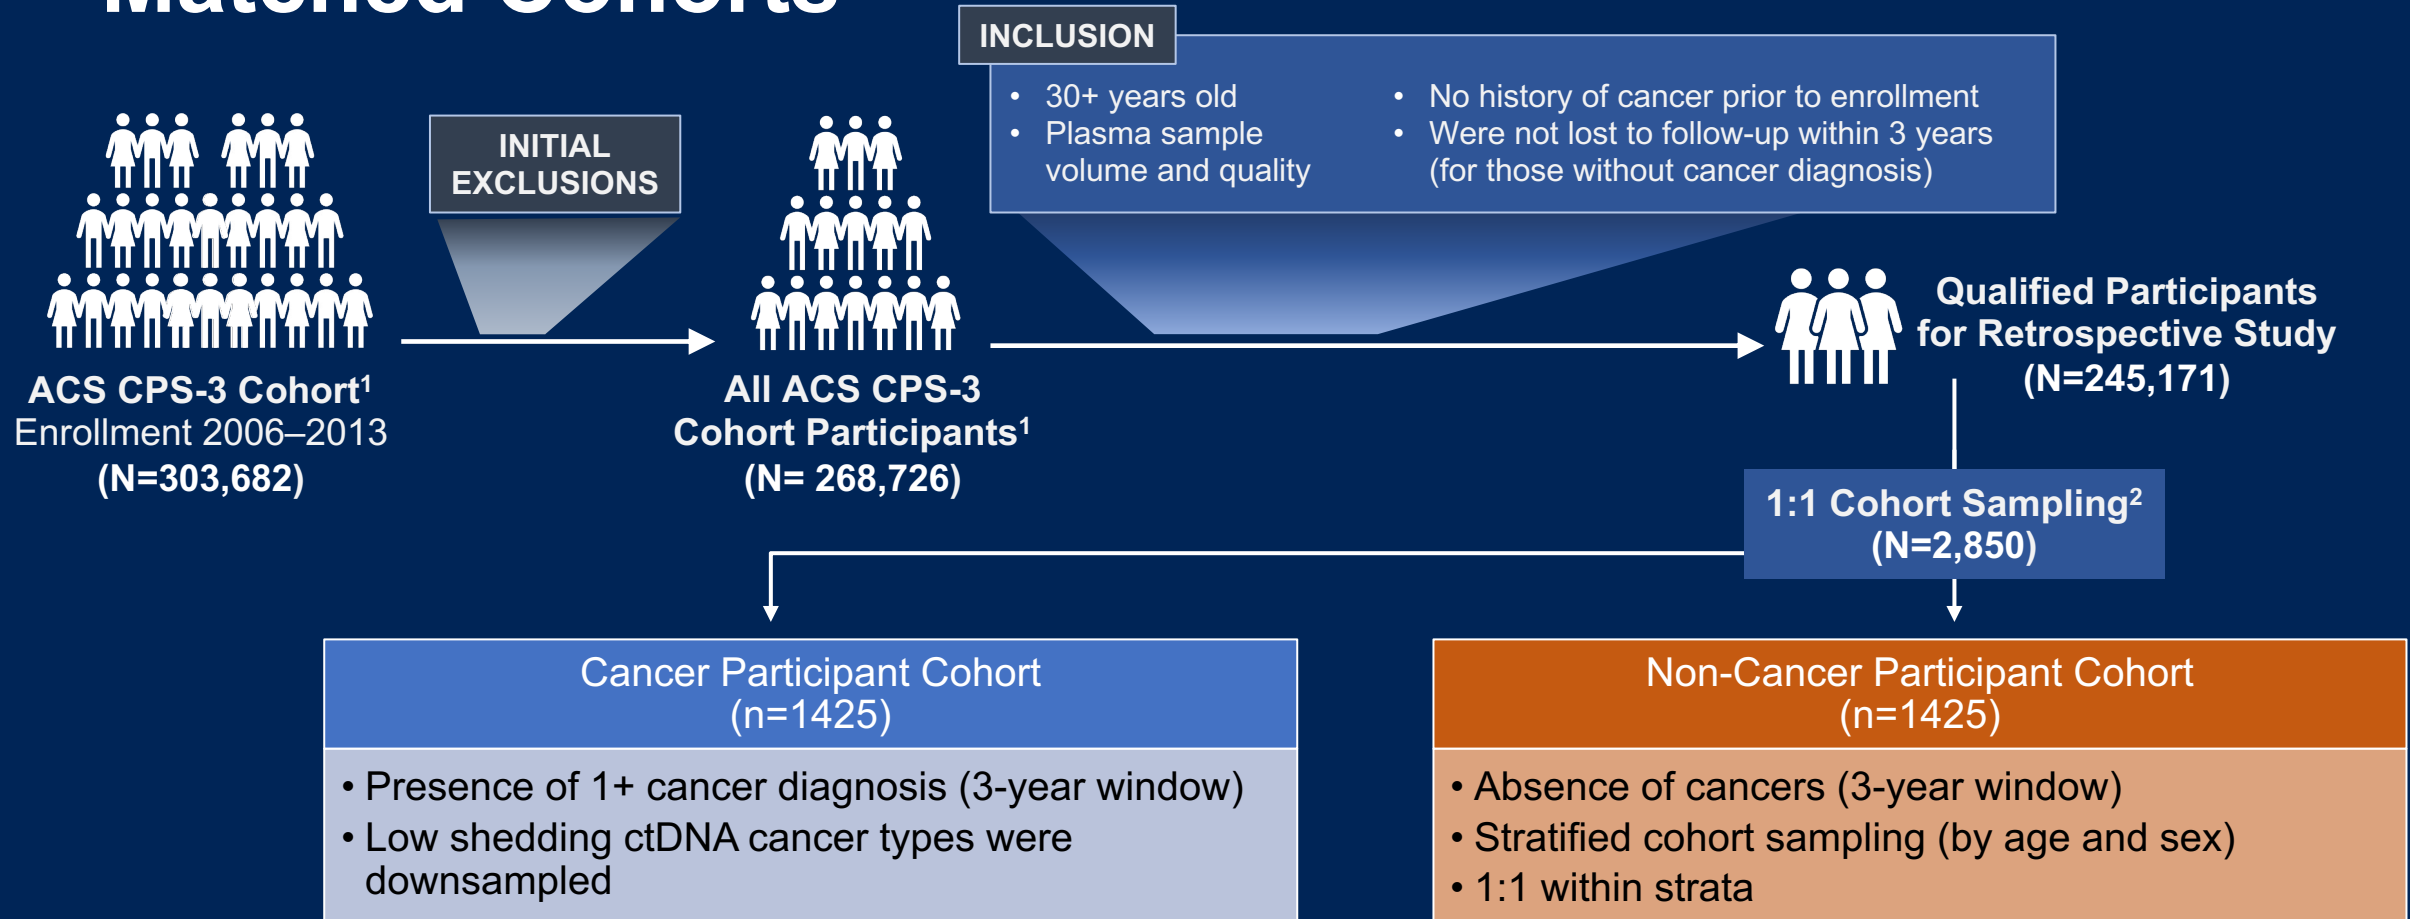 Matched Cohorts
INCLUSION
• 30+ years old
• Plasma sample
volume and quality
• No history of cancer prior to enrollment
• Were not lost to follow-up within 3 years
(for those without cancer diagnosis)
INITIAL
EXCLUSIONS
ACS CPS-3 Cohort¹
Enrollment 2006–2013
(N=303,682)
All ACS CPS-3
Cohort Participants¹
(N= 268,726)
Qualified Participants
for Retrospective Study
(N=245,171)
1:1 Cohort Sampling²
(N=2,850)
Cancer Participant Cohort
(n=1425)
• Presence of 1+ cancer diagnosis (3-year window)
• Low shedding ctDNA cancer types were
downsampled
Non-Cancer Participant Cohort
(n=1425)
• Absence of cancers (3-year window)
• Stratified cohort sampling (by age and sex)
• 1:1 within strata